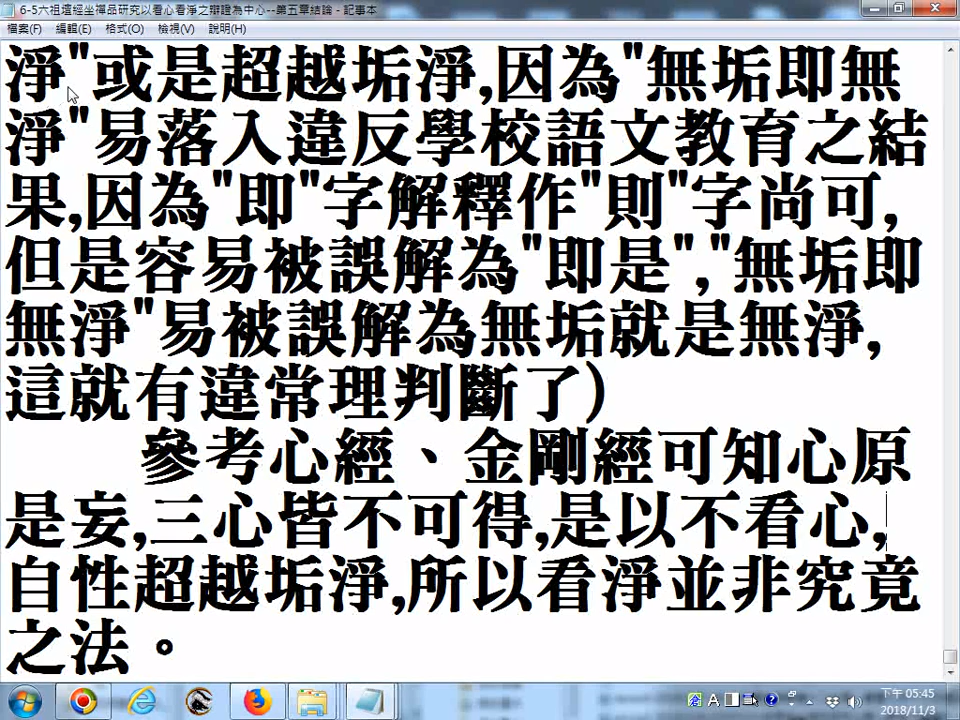 6-5六祖壇經坐禪品研究以看心看淨之辯證為中心--第五章結論 - 記事本
檔案(F) 編輯(E) 格式(O) 檢視(V) 說明(H)
淨"或是超越垢淨,因為"無垢即無
淨"易落入違反學校語文教育之結
果,因為"即"字解釋作"則"字尚可,
但是容易被誤解為"即是","無垢即
無淨"易被誤解為無垢就是無淨,
這就有違常理判斷了)
參考心經、金剛經可知心原
是妄,三心皆不可得,是以不看心,
自性超越垢淨,所以看淨並非究竟
之法。
A
下午 05:45
2018/11/3